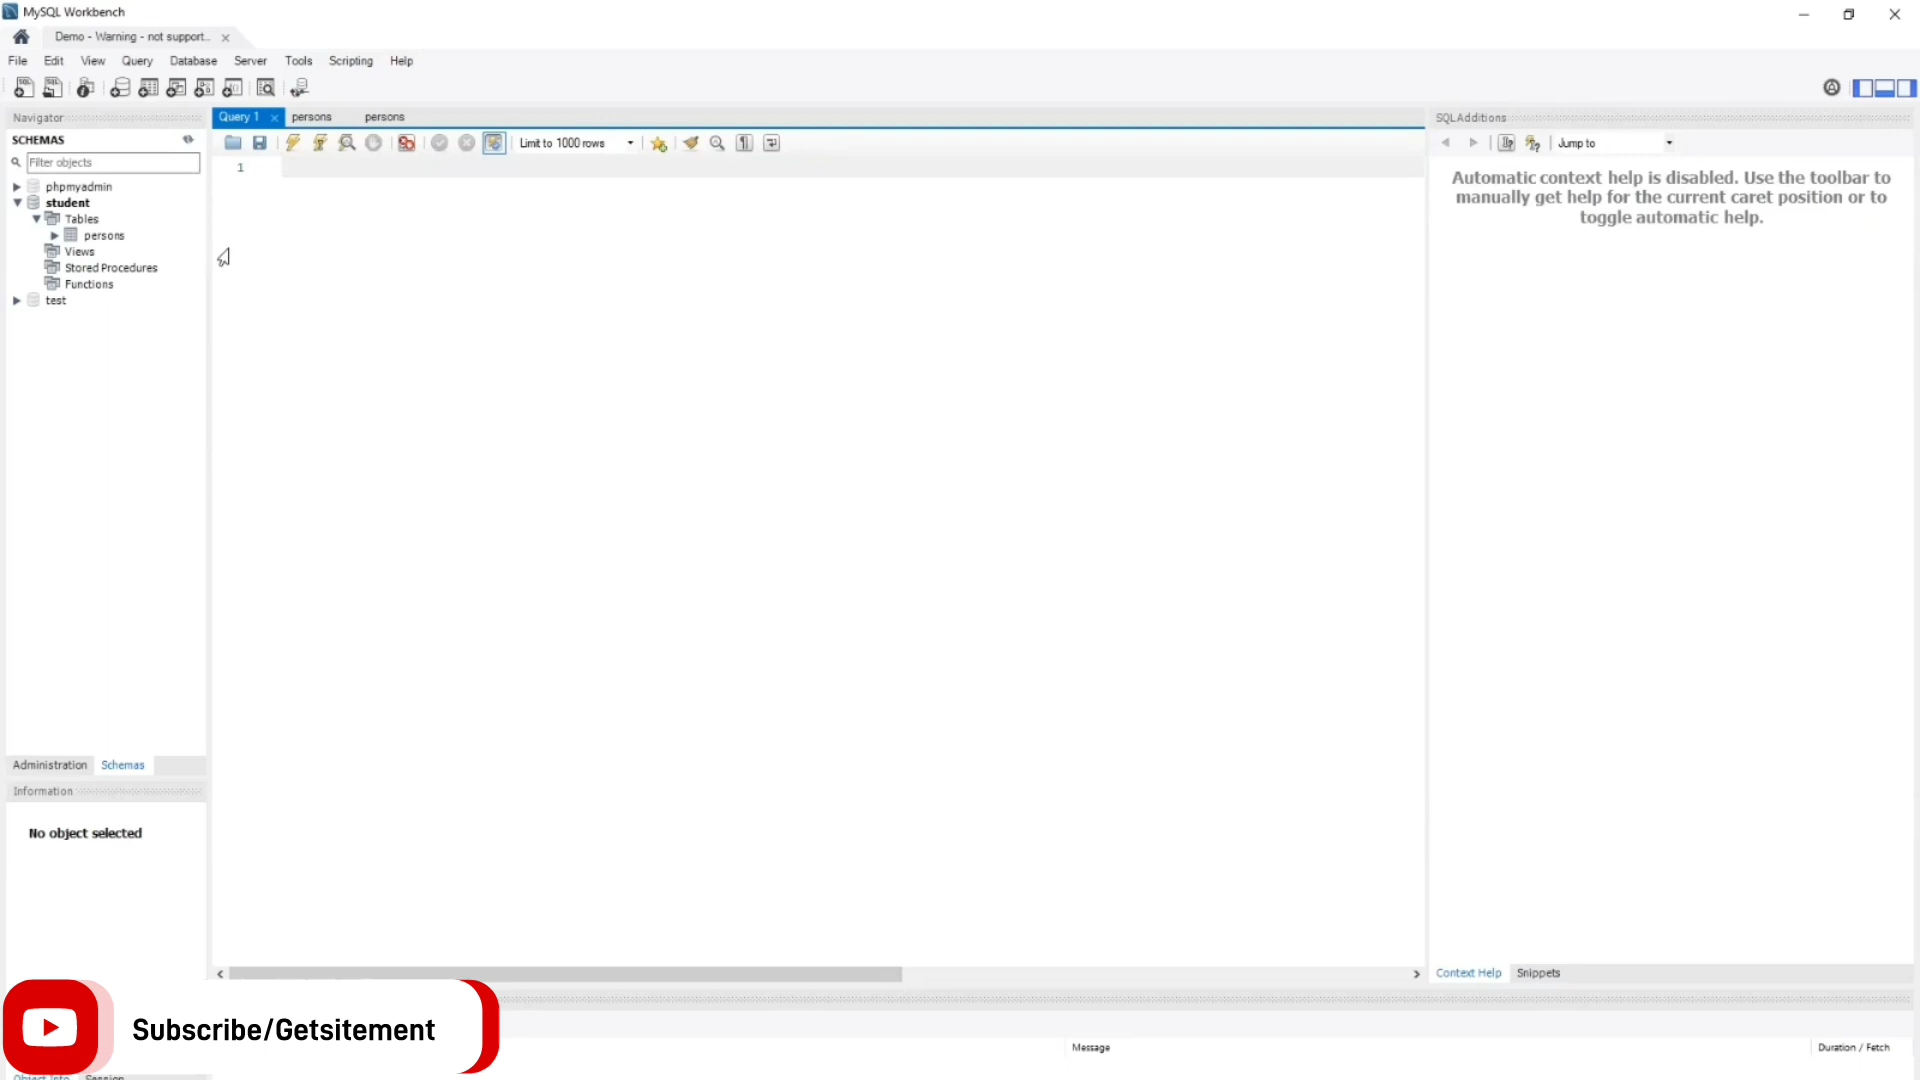 MySQL Workbench
Demo - Warning - not support...
File Edit View Query Database Server Tools Scripting Help
Navigator
SCHEMAS
Filter objects
phpmyadmin
student
Tables
persons
Views
Stored Procedures
Functions
test
Administration Schemas
Information
No object selected
Query 1 persons persons
Limit to 1000 rows
1
SQLAdditions
Jump to
Automatic context help is disabled. Use the toolbar to
manually get help for the current caret position or to
toggle automatic help.
Context Help Snippets
Subscribe/Getsitement
Message Duration / Fetch
Object Info Session